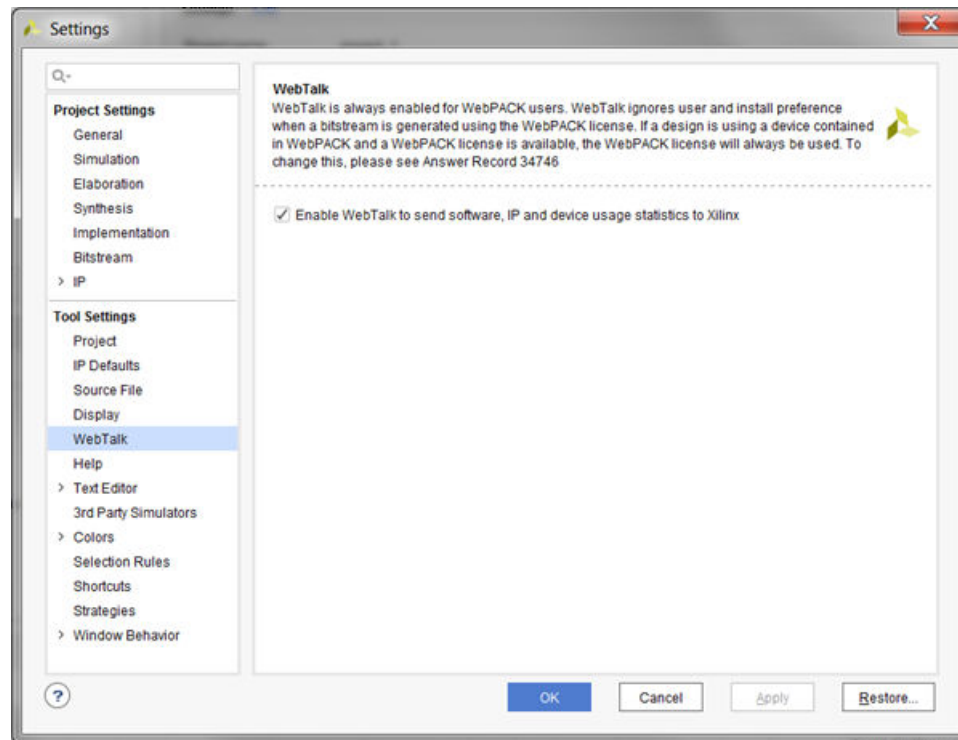 Settings
Project Settings
General
Simulation
Elaboration
Synthesis
Implementation
Bitstream
> IP
Tool Settings
Project
IP Defaults
Source File
Display
WebTalk
Help
> Text Editor
3rd Party Simulators
> Colors
Selection Rules
Shortcuts
Strategies
> Window Behavior
WebTalk
WebTalk is always enabled for WebPACK users. WebTalk ignores user and install preference
when a bitstream is generated using the WebPACK license. If a design is using a device contained
in WebPACK and a WebPACK license is available, the WebPACK license will always be used. To
change this, please see Answer Record 34746
Enable WebTalk to send software, IP and device usage statistics to Xilinx
?
OK
Cancel
Apply
Restore...